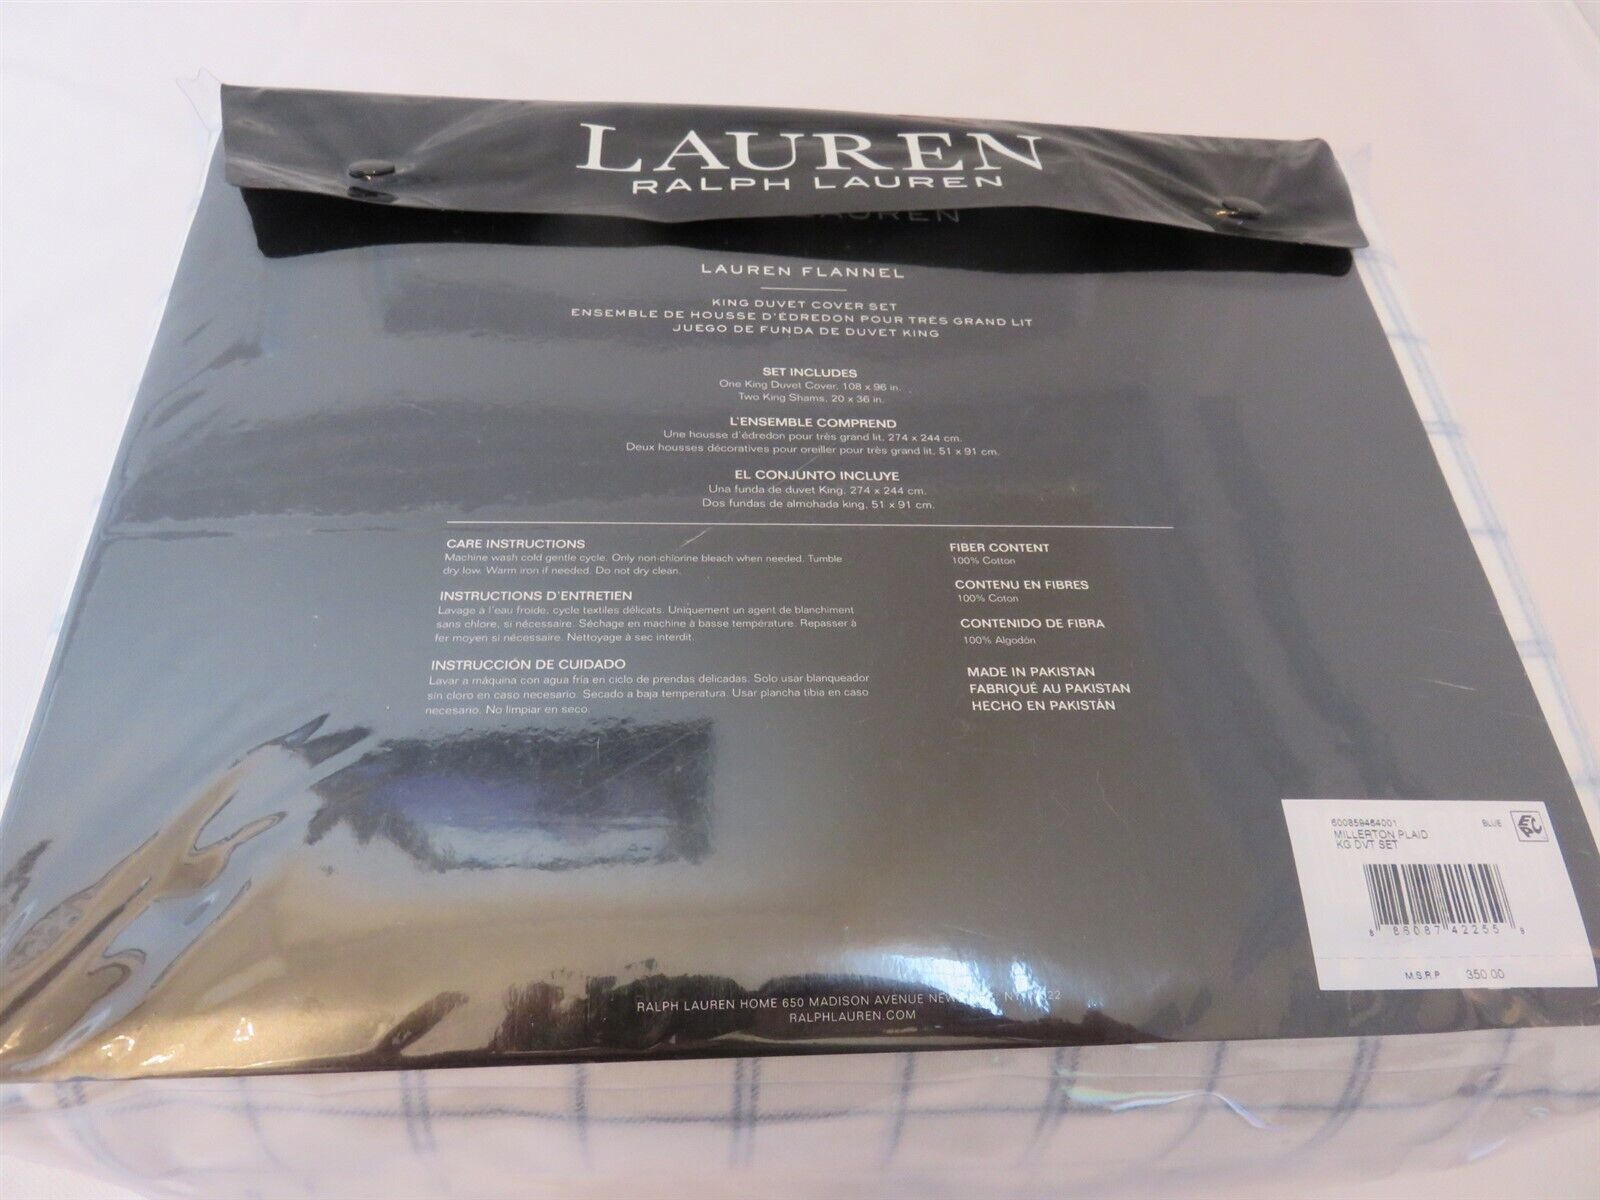 LAUREN
RALPH LAUREN
LAUREN
LAUREN FLANNEL
KING DUVET COVER SET
ENSEMBLE DE HOUSSE D'ÉDREDON POUR TRÈS GRAND LIT
JUEGO DE FUNDA DE DUVET KING
SET INCLUDES
One King Duvet Cover, 108 x 96 in.
Two King Shams, 20 x 36 in.
L'ENSEMBLE COMPREND
Une housse d'édredon pour très grand lit, 274 x 244 cm.
Deux housses décoratives pour oreiller pour très grand lit, 51 x 91 cm.
EL CONJUNTO INCLUYE
Una funda de duvet King, 274 x 244 cm.
Dos fundas de almohada king, 51 x 91 cm.
CARE INSTRUCTIONS
Machine wash cold gentle cycle. Only non-chlorine bleach when needed. Tumble
dry low. Warm iron if needed. Do not dry clean.
INSTRUCTIONS D'ENTRETIEN
Lavage à l'eau froide, cycle textiles délicats. Uniquement un agent de blanchiment
sans chlore, si nécessaire. Séchage en machine à basse température. Repasser à
fer moyen si nécessaire. Nettoyage à sec interdit.
INSTRUCCIÓN DE CUIDADO
Lavar a máquina con agua fría en ciclo de prendas delicadas. Solo usar blanqueador
sin cloro en caso necesario. Secado a baja temperatura. Usar plancha tibia en caso
necesario. No limpiar en seco.
FIBER CONTENT
100% Cotton
CONTENU EN FIBRES
100% Coton
CONTENIDO DE FIBRA
100% Algodón
MADE IN PAKISTAN
FABRIQUÉ AU PAKISTAN
HECHO EN PAKISTÁN
600859464001 BLUE EPC
MILLERTON PLAID
KG DVT SET
8 86087 42255 8
M.S.R.P 350.00
RALPH LAUREN HOME 650 MADISON AVENUE NEW 22
RALPHLAUREN.COM